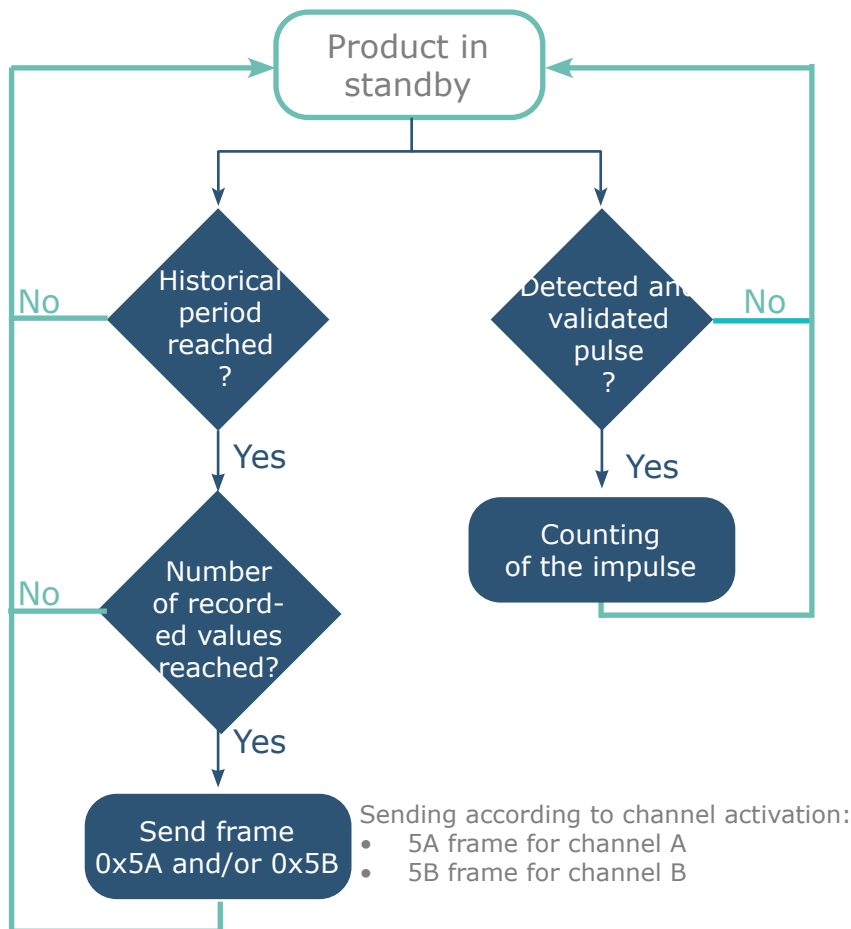 Product in
standby
Historical
period
reached
?
No
Yes
Detected and
validated
pulse
?
No
Yes
Counting
of the impulse
Number
of record-
ed values
reached?
No
Yes
Send frame
0x5A and/or 0x5B
Sending according to channel activation:
• 5A frame for channel A
• 5B frame for channel B